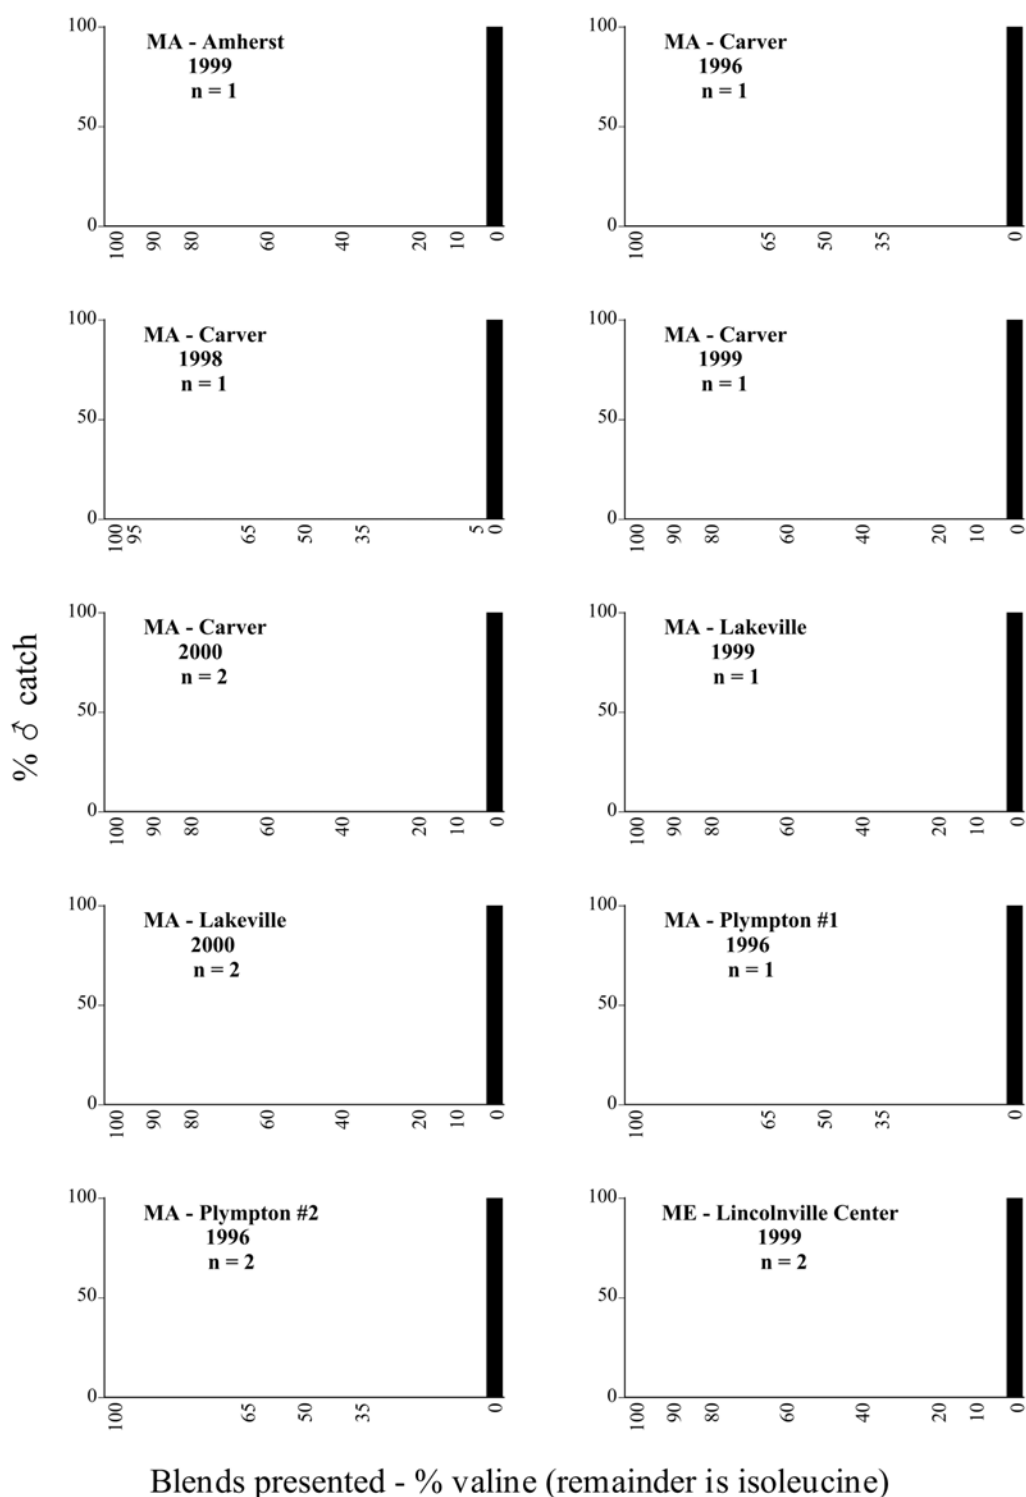 100
50
0
MA - Amherst
1999
n = 1
100 90 80 60 40 20 10 0
100
50
0
MA - Carver
1996
n = 1
100 65 50 35 0
100
50
0
MA - Carver
1998
n = 1
100 95 65 50 35 5 0
100
50
0
MA - Carver
1999
n = 1
100 90 80 60 40 20 10 0
% ♂ catch
100
50
0
MA - Carver
2000
n = 2
100 90 80 60 40 20 10 0
100
50
0
MA - Lakeville
1999
n = 1
100 90 80 60 40 20 10 0
100
50
0
MA - Lakeville
2000
n = 2
100 90 80 60 40 20 10 0
100
50
0
MA - Plympton #1
1996
n = 1
100 65 50 35 0
100
50
0
MA - Plympton #2
1996
n = 2
100 65 50 35 0
100
50
0
ME - Lincolnville Center
1999
n = 2
100 90 80 60 40 20 10 0
Blends presented - % valine (remainder is isoleucine)